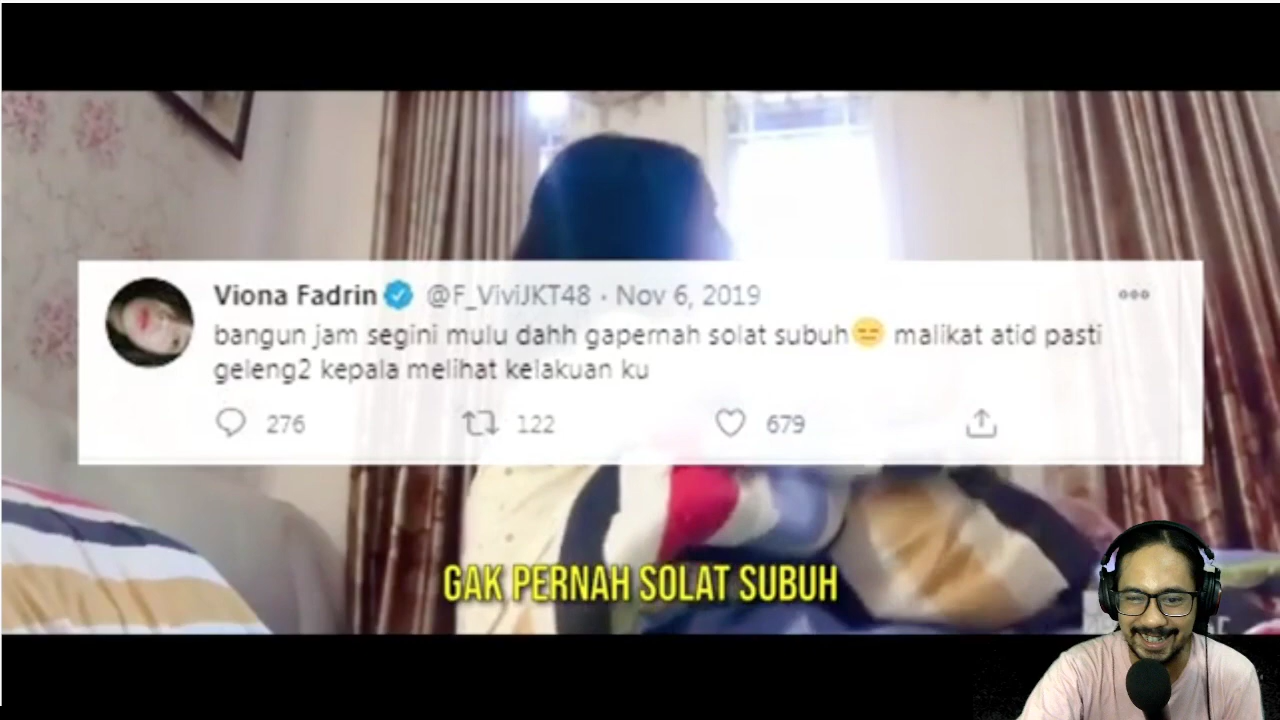 Viona Fadrin @F_ViviJKT48 · Nov 6, 2019
bangun jam segini mulu dahh gapernah solat subuh😑 malikat atid pasti
geleng2 kepala melihat kelakuan ku
276 122 679
GAK PERNAH SOLAT SUBUH